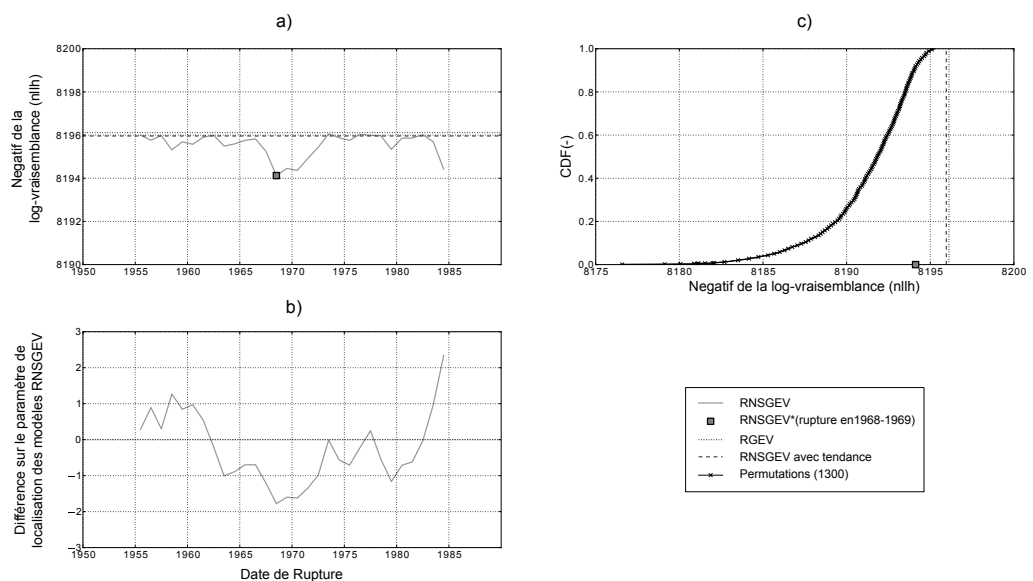 a)
Negatif de la
log-vraisemblance (nllh)
8200
8198
8196
8194
8192
8190
1950 1955 1960 1965 1970 1975 1980 1985
b)
Différence sur le paramètre de
localisation des modèles RNSGEV
3
2
1
0
−1
−2
−3
1950 1955 1960 1965 1970 1975 1980 1985
Date de Rupture
c)
CDF(-)
1.0
0.8
0.6
0.4
0.2
0.0
8175 8180 8185 8190 8195 8200
Negatif de la log-vraisemblance (nllh)
RNSGEV
RNSGEV*(rupture en1968-1969)
RGEV
RNSGEV avec tendance
Permutations (1300)